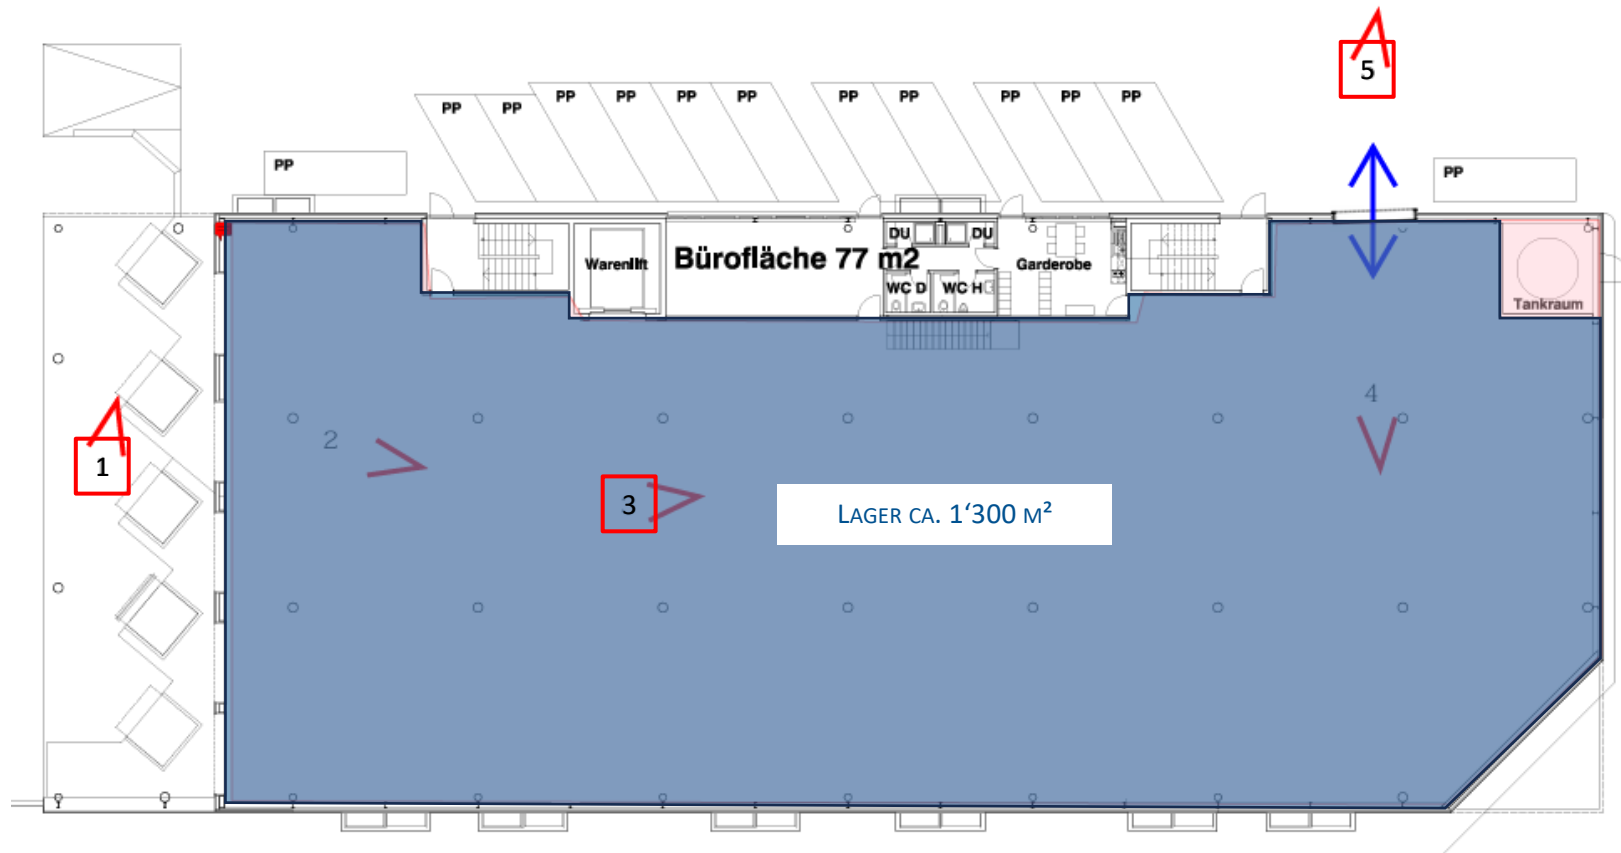 5
PP
PP
PP
PP
PP
PP
PP
PP
PP
PP
PP
PP
PP
DU
DU
Warenlift
Bürofläche 77 m2
Garderobe
WC D
WC H
Tankraum
4
2
1
3
LAGER CA. 1‘300 M²